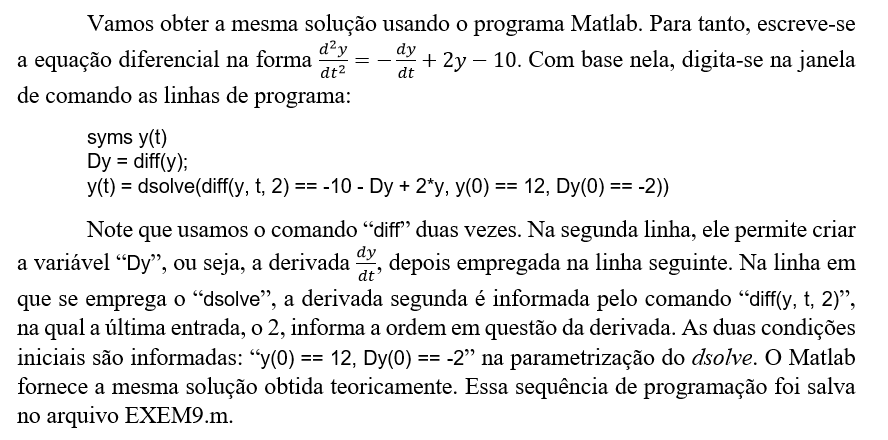 Vamos obter a mesma solução usando o programa Matlab. Para tanto, escreve-se
a equação diferencial na forma d²y/dt² = −dy/dt + 2y − 10. Com base nela, digita-se na janela
de comando as linhas de programa:
syms y(t)
Dy = diff(y);
y(t) = dsolve(diff(y, t, 2) == -10 - Dy + 2*y, y(0) == 12, Dy(0) == -2))
Note que usamos o comando “diff” duas vezes. Na segunda linha, ele permite criar
a variável “Dy”, ou seja, a derivada dy/dt, depois empregada na linha seguinte. Na linha em
que se emprega o “dsolve”, a derivada segunda é informada pelo comando “diff(y, t, 2)”,
na qual a última entrada, o 2, informa a ordem em questão da derivada. As duas condições
iniciais são informadas: “y(0) == 12, Dy(0) == -2” na parametrização do dsolve. O Matlab
fornece a mesma solução obtida teoricamente. Essa sequência de programação foi salva
no arquivo EXEM9.m.